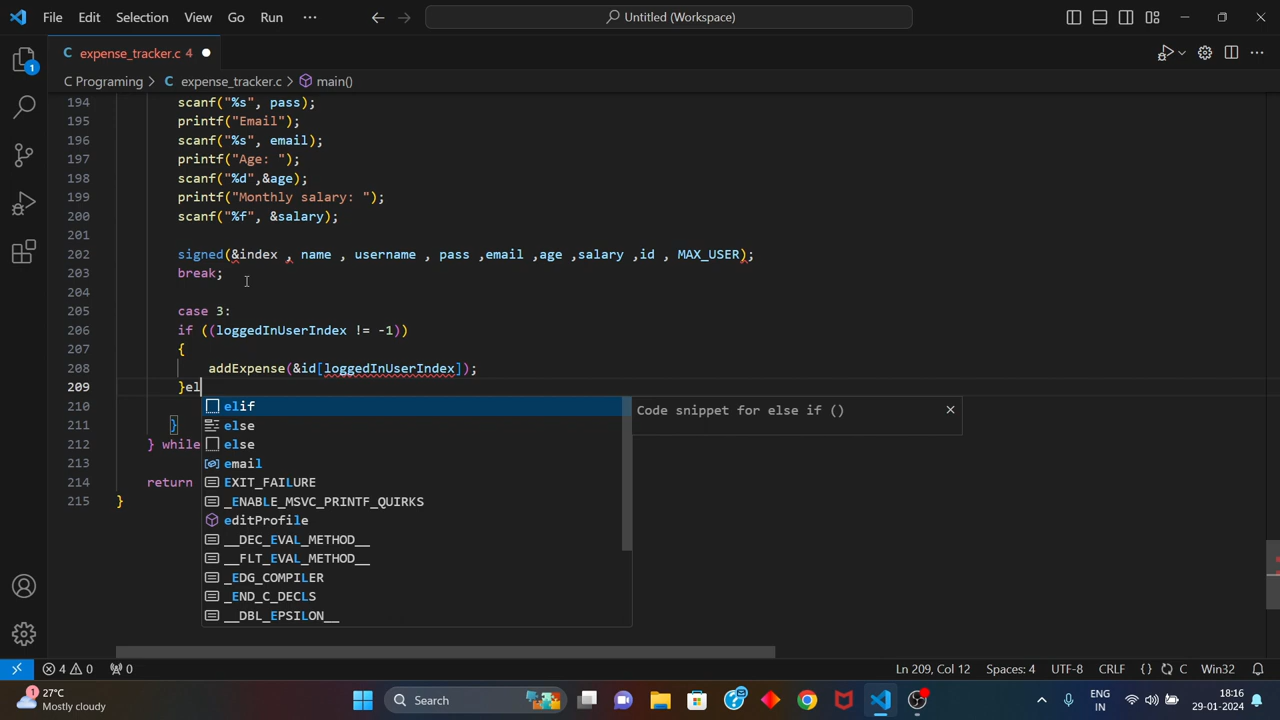 File Edit Selection View Go Run ··· Untitled (Workspace)
expense_tracker.c 4
C Programing > expense_tracker.c > main()
194 scanf("%s", pass);
195 printf("Email");
196 scanf("%s", email);
197 printf("Age: ");
198 scanf("%d",&age);
199 printf("Monthly salary: ");
200 scanf("%f", &salary);
201
202 signed(&index , name , username , pass ,email ,age ,salary ,id , MAX_USER);
203 break;
204
205 case 3:
206 if ((loggedInUserIndex != -1))
207 {
208 addExpense(&id[loggedInUserIndex]);
209 }el
210 elif Code snippet for else if ()
else
211 }
212 } while else
213 email
214 return EXIT_FAILURE
215 } _ENABLE_MSVC_PRINTF_QUIRKS
editProfile
__DEC_EVAL_METHOD__
__FLT_EVAL_METHOD__
_EDG_COMPILER
_END_C_DECLS
__DBL_EPSILON__
1
4 0 0 Ln 209, Col 12 Spaces: 4 UTF-8 CRLF {} C Win32
27°C
Mostly cloudy
Search
ENG
IN
18:16
29-01-2024